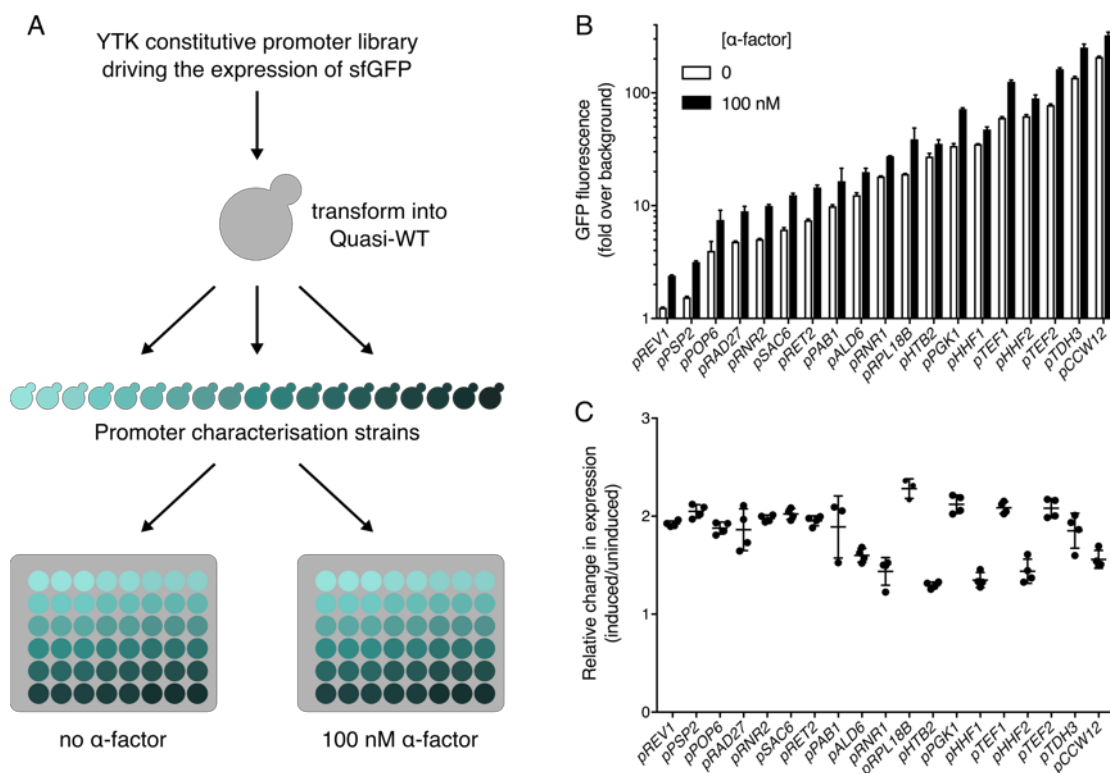 A
YTK constitutive promoter library
driving the expression of sfGFP
transform into
Quasi-WT
Promoter characterisation strains
no α-factor
100 nM α-factor
B
[α-factor]
0
100 nM
GFP fluorescence
(fold over background)
100
10
1
pREV1
pPSP2
pPOP6
pRAD27
pRNR2
pSAC6
pRET2
pPAB1
pALD6
pRNR1
pRPL18B
pHTB2
pPGK1
pHHF1
pTEF1
pHHF2
pTEF2
pTDH3
pCCW12
C
Relative change in expression
(induced/uninduced)
3
2
1
0
pREV1
pPSP2
pPOP6
pRAD27
pRNR2
pSAC6
pRET2
pPAB1
pALD6
pRNR1
pRPL18B
pHTB2
pPGK1
pHHF1
pTEF1
pHHF2
pTEF2
pTDH3
pCCW12